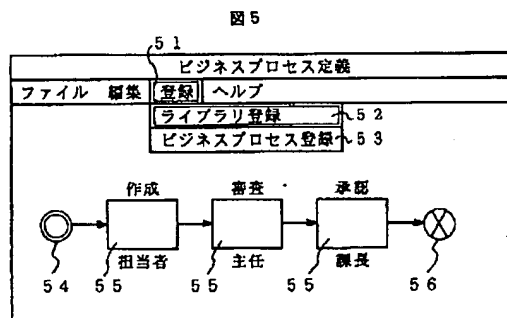 図5
51
ビジネスプロセス定義
ファイル 編集 登録 ヘルプ
ライブラリ登録 52
ビジネスプロセス登録 53
作成 審査 承認
担当者 主任 課長
54 55 55 55 56